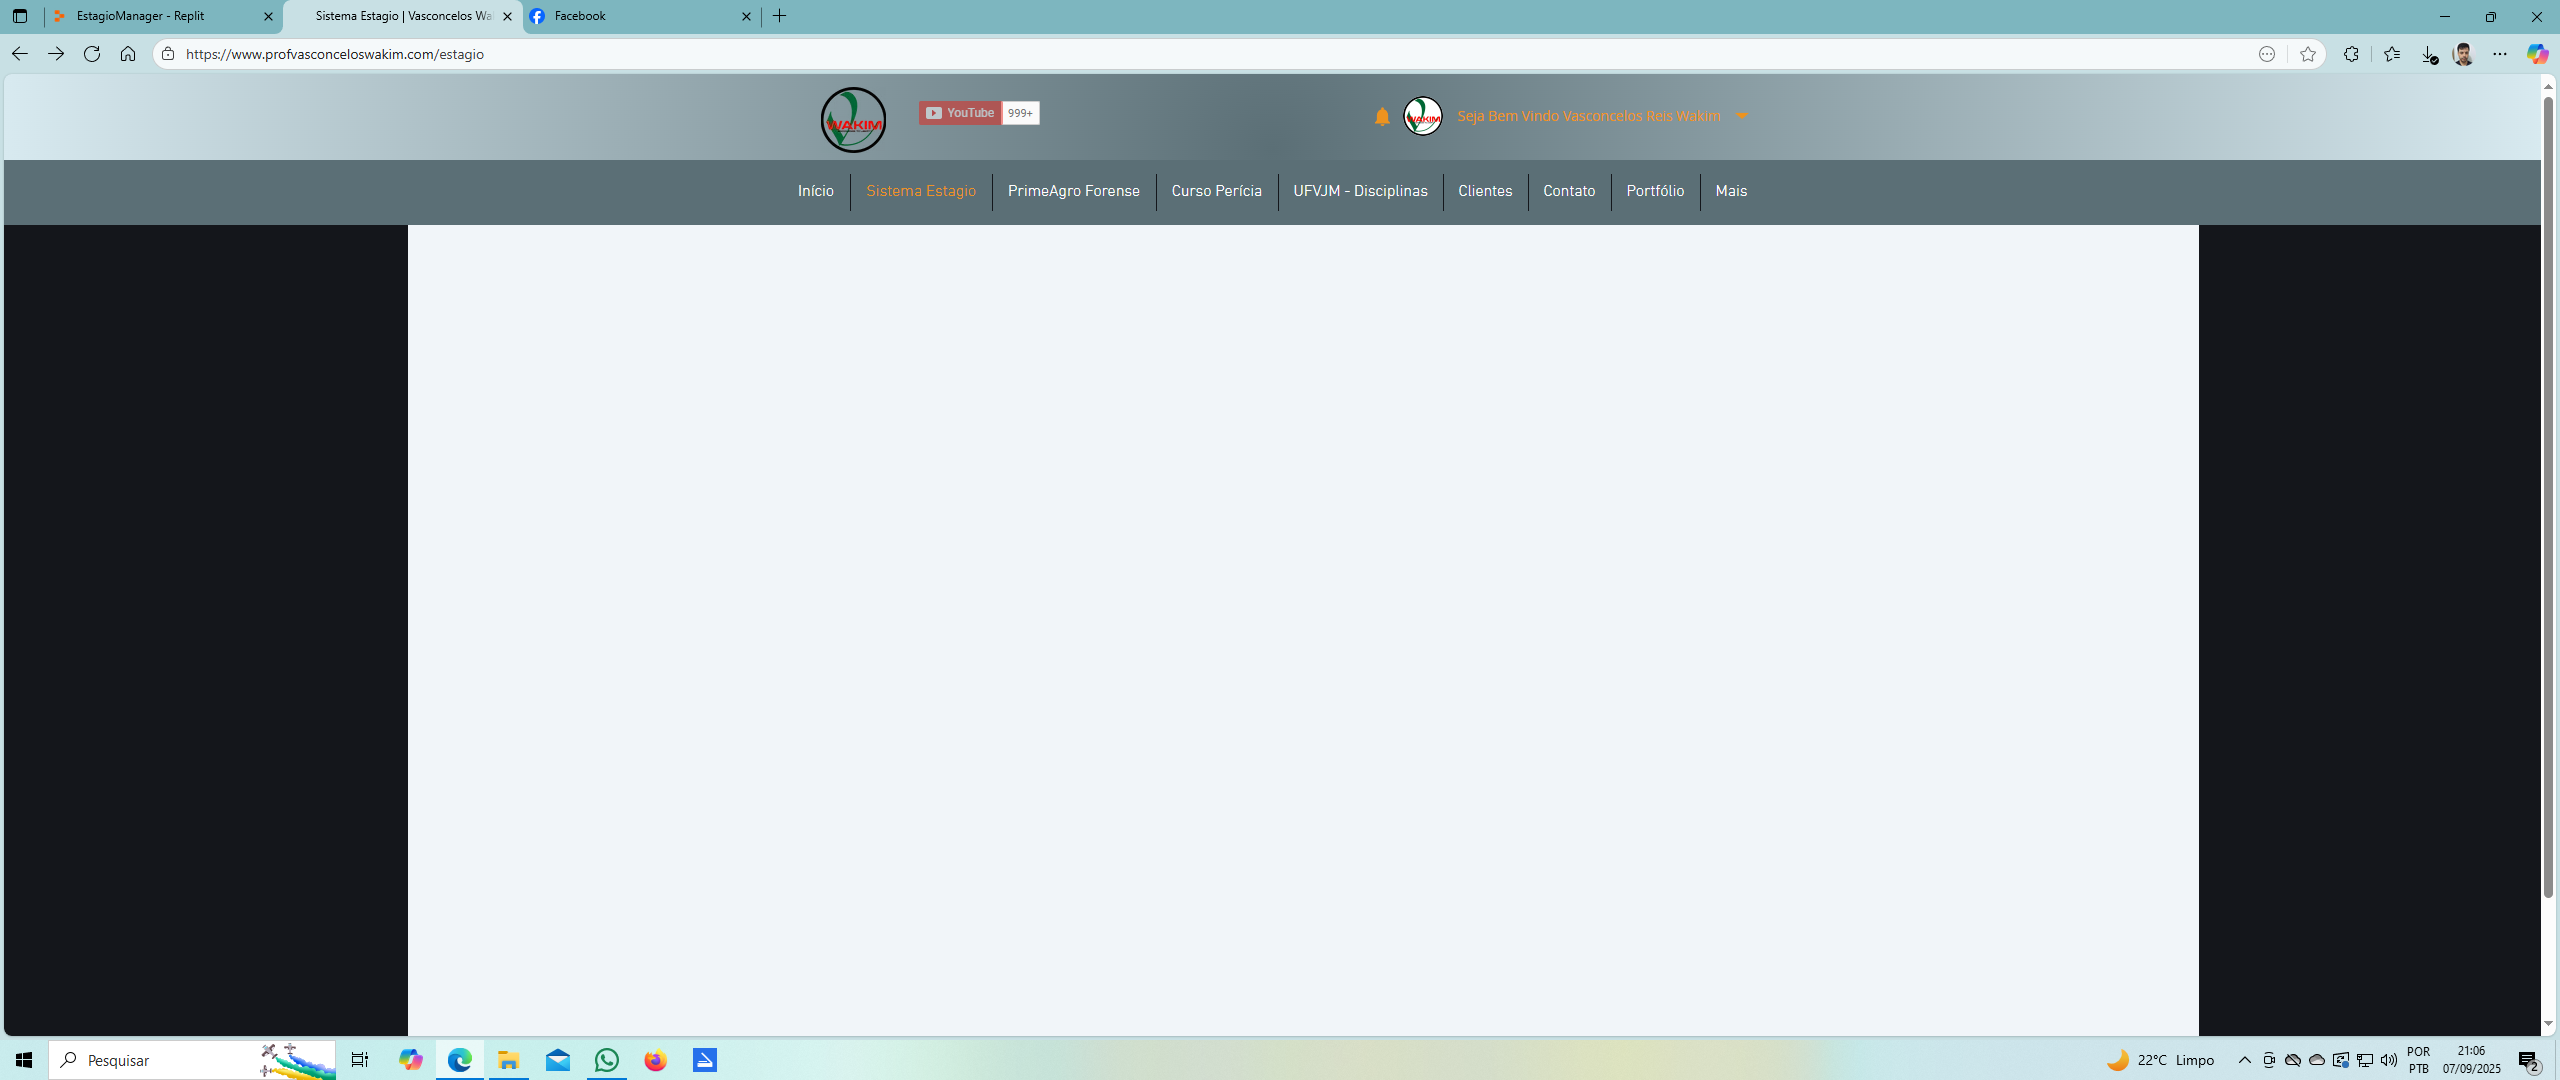 EstagioManager - Replit
Sistema Estagio | Vasconcelos Wa
Facebook
https://www.profvasconceloswakim.com/estagio
WAKIM
YouTube 999+
WAKIM
Seja Bem Vindo Vasconcelos Reis Wakim
Início
Sistema Estagio
PrimeAgro Forense
Curso Perícia
UFVJM - Disciplinas
Clientes
Contato
Portfólio
Mais
Pesquisar
22°C Limpo
POR
PTB
21:06
07/09/2025
2